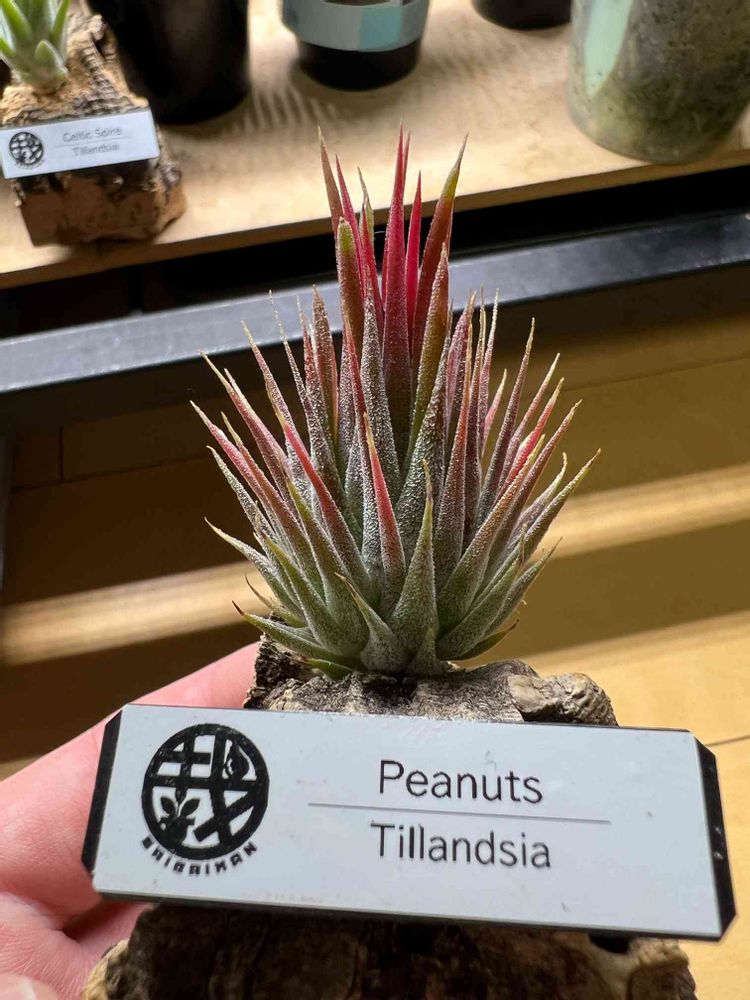 Celtic Spire
Tillandsia
Peanuts
Tillandsia